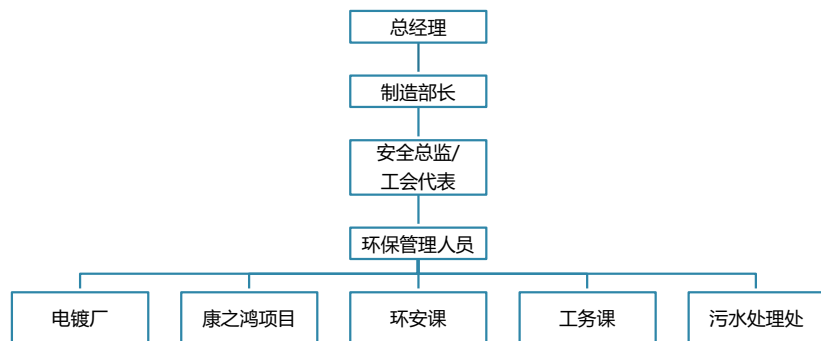 总经理
制造部长
安全总监/
工会代表
环保管理人员
电镀厂
康之鸿项目
环安课
工务课
污水处理处